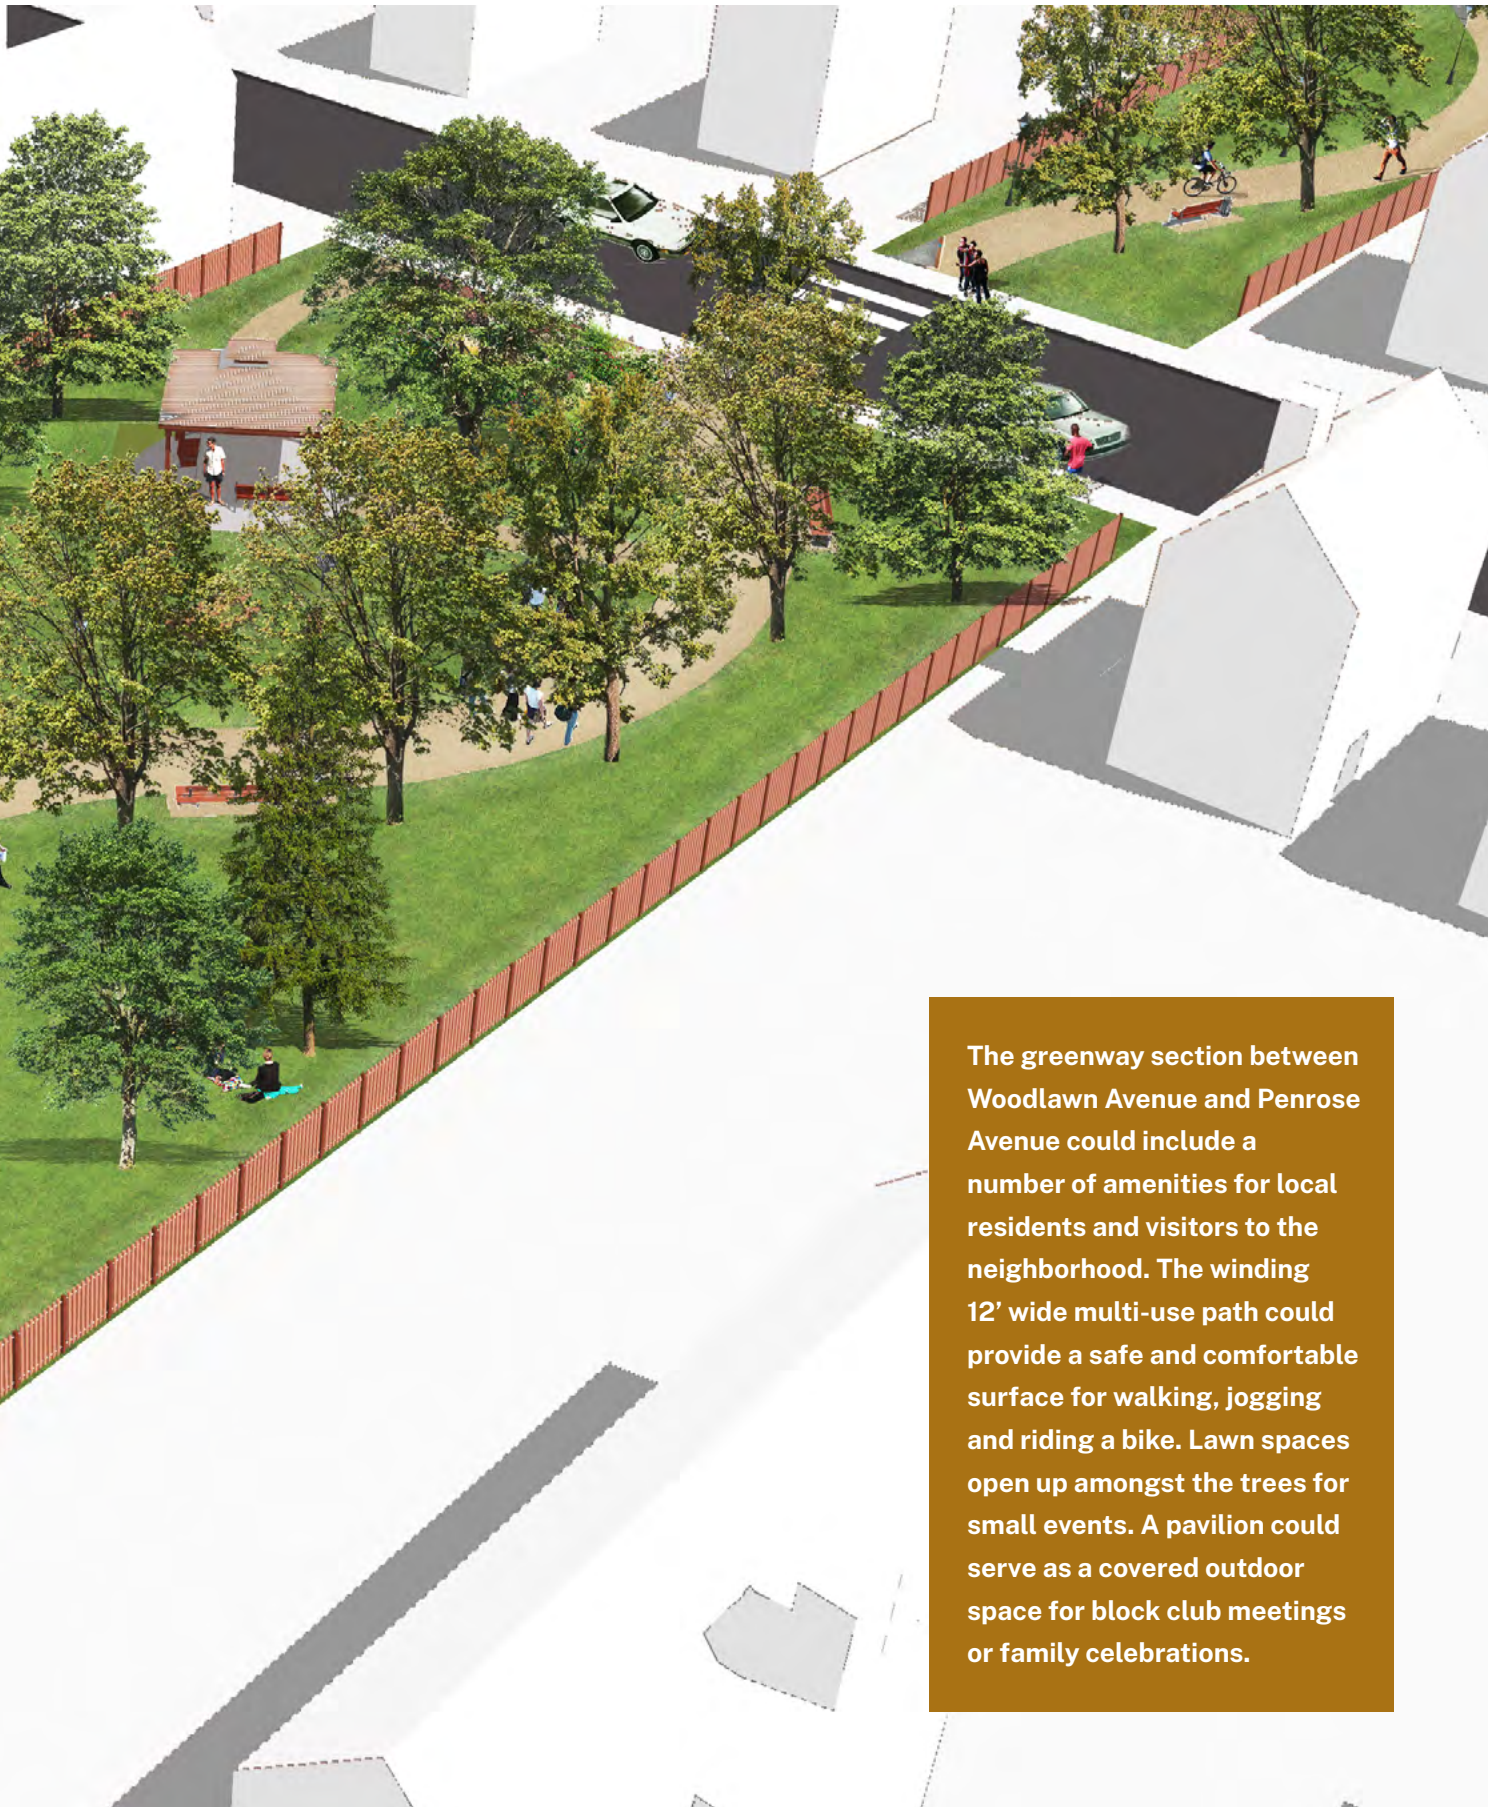 The greenway section between
Woodlawn Avenue and Penrose
Avenue could include a
number of amenities for local
residents and visitors to the
neighborhood. The winding
12’ wide multi-use path could
provide a safe and comfortable
surface for walking, jogging
and riding a bike. Lawn spaces
open up amongst the trees for
small events. A pavilion could
serve as a covered outdoor
space for block club meetings
or family celebrations.